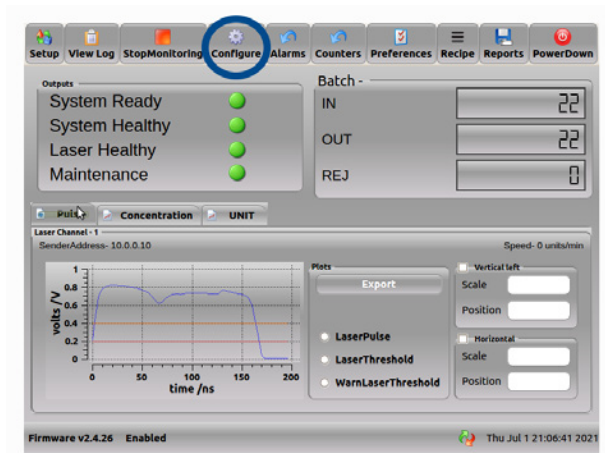 Setup View Log StopMonitoring Configure Alarms Counters Preferences Recipe Reports PowerDown
Outputs
System Ready
System Healthy
Laser Healthy
Maintenance
Batch -
IN 22
OUT 22
REJ 0
Pulse Concentration UNIT
Laser Channel - 1
SenderAddress- 10.0.0.10
Speed- 0 units/min
volts /V
1
0.8
0.6
0.4
0.2
0
0 50 100 150 200
time /ns
Plots
Export
LaserPulse
LaserThreshold
WarnLaserThreshold
Vertical left
Scale
Position
Horizontal
Scale
Position
Firmware v2.4.26 Enabled
Thu Jul 1 21:06:41 2021